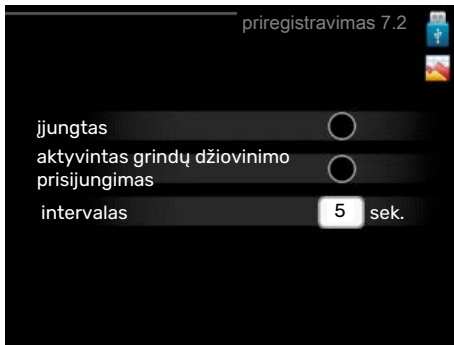 priregistravimas 7.2
įjungtas
aktyvintas grindų džiovinimo
prisijungimas
intervalas 5 sek.